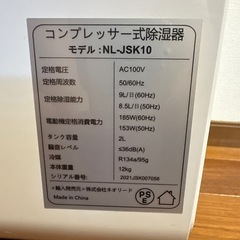 コンプレッサー式除湿器
モデル:NL-JSK10
定格電圧 AC100V
定格周波数 50/60Hz
定格除湿能力 9L/日(60Hz)
8.5L/日(50Hz)
電動機定格消費電力 165W(60Hz)
153W(50Hz)
タンク容量 2L
騒音レベル ≤36dB(A)
冷媒 R134a/95g
本体重量 12kg
シリアル番号: 2021JSK007056
<輸入発売元>株式会社ネオリード
Made in China
PSE